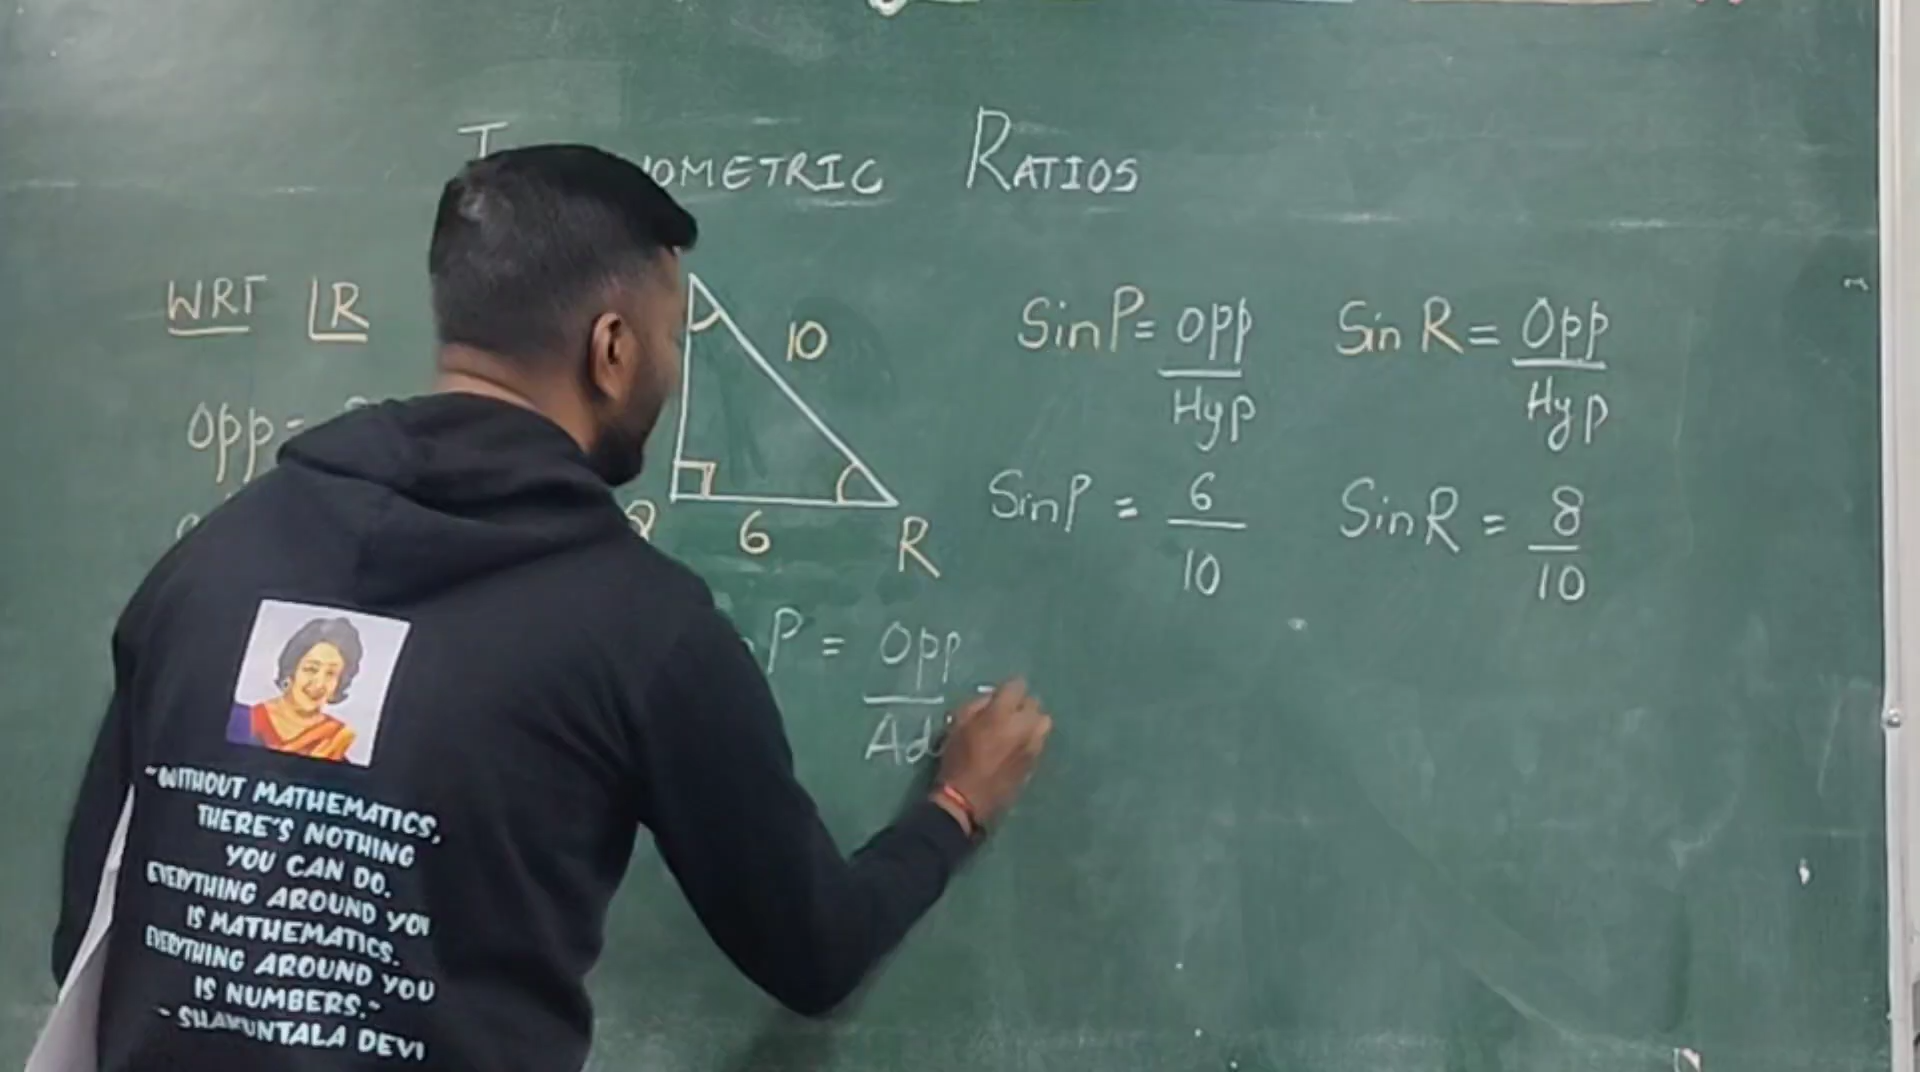 RATIOS
WRT ∠R
10
Sin P = opp / Hyp
Sin R = Opp / Hyp
opp =
6
R
Sin P = 6 / 10
Sin R = 8 / 10
P = Opp
"WITHOUT MATHEMATICS,
THERE'S NOTHING
YOU CAN DO.
EVERYTHING AROUND YOU
IS MATHEMATICS.
EVERYTHING AROUND YOU
IS NUMBERS."
- SHAKUNTALA DEVI